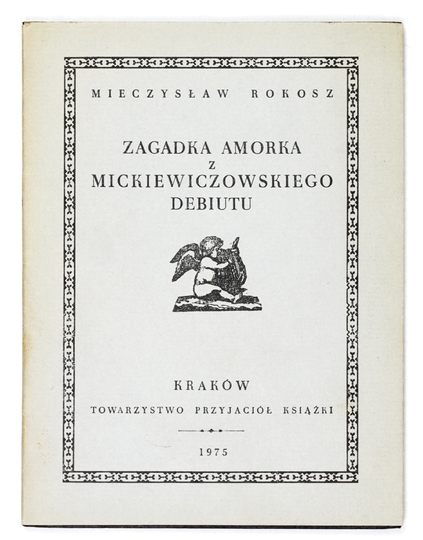 MIECZYSŁAW ROKOSZ
ZAGADKA AMORKA
Z
MICKIEWICZOWSKIEGO
DEBIUTU
KRAKÓW
TOWARZYSTWO PRZYJACIÓŁ KSIĄŻKI
1975